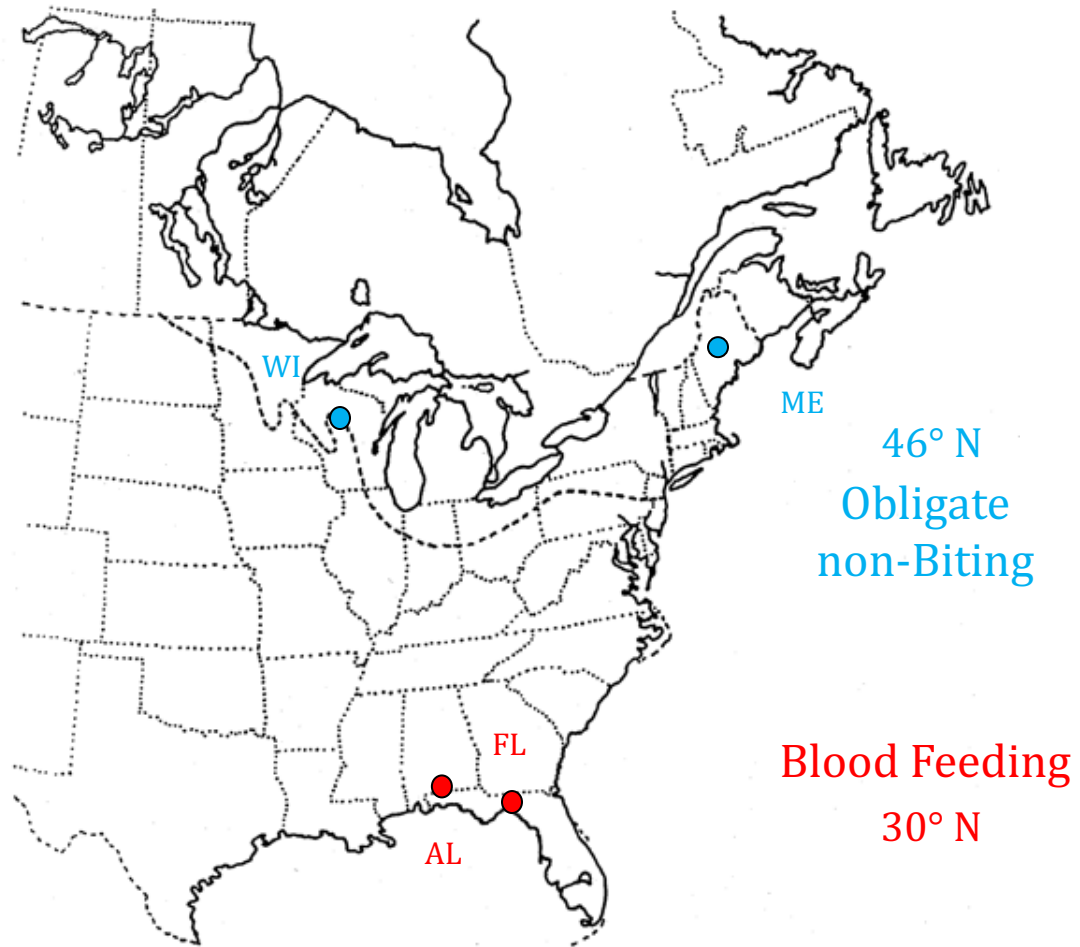 WI
ME
46° N
Obligate
non-Biting
FL
Blood Feeding
30° N
AL